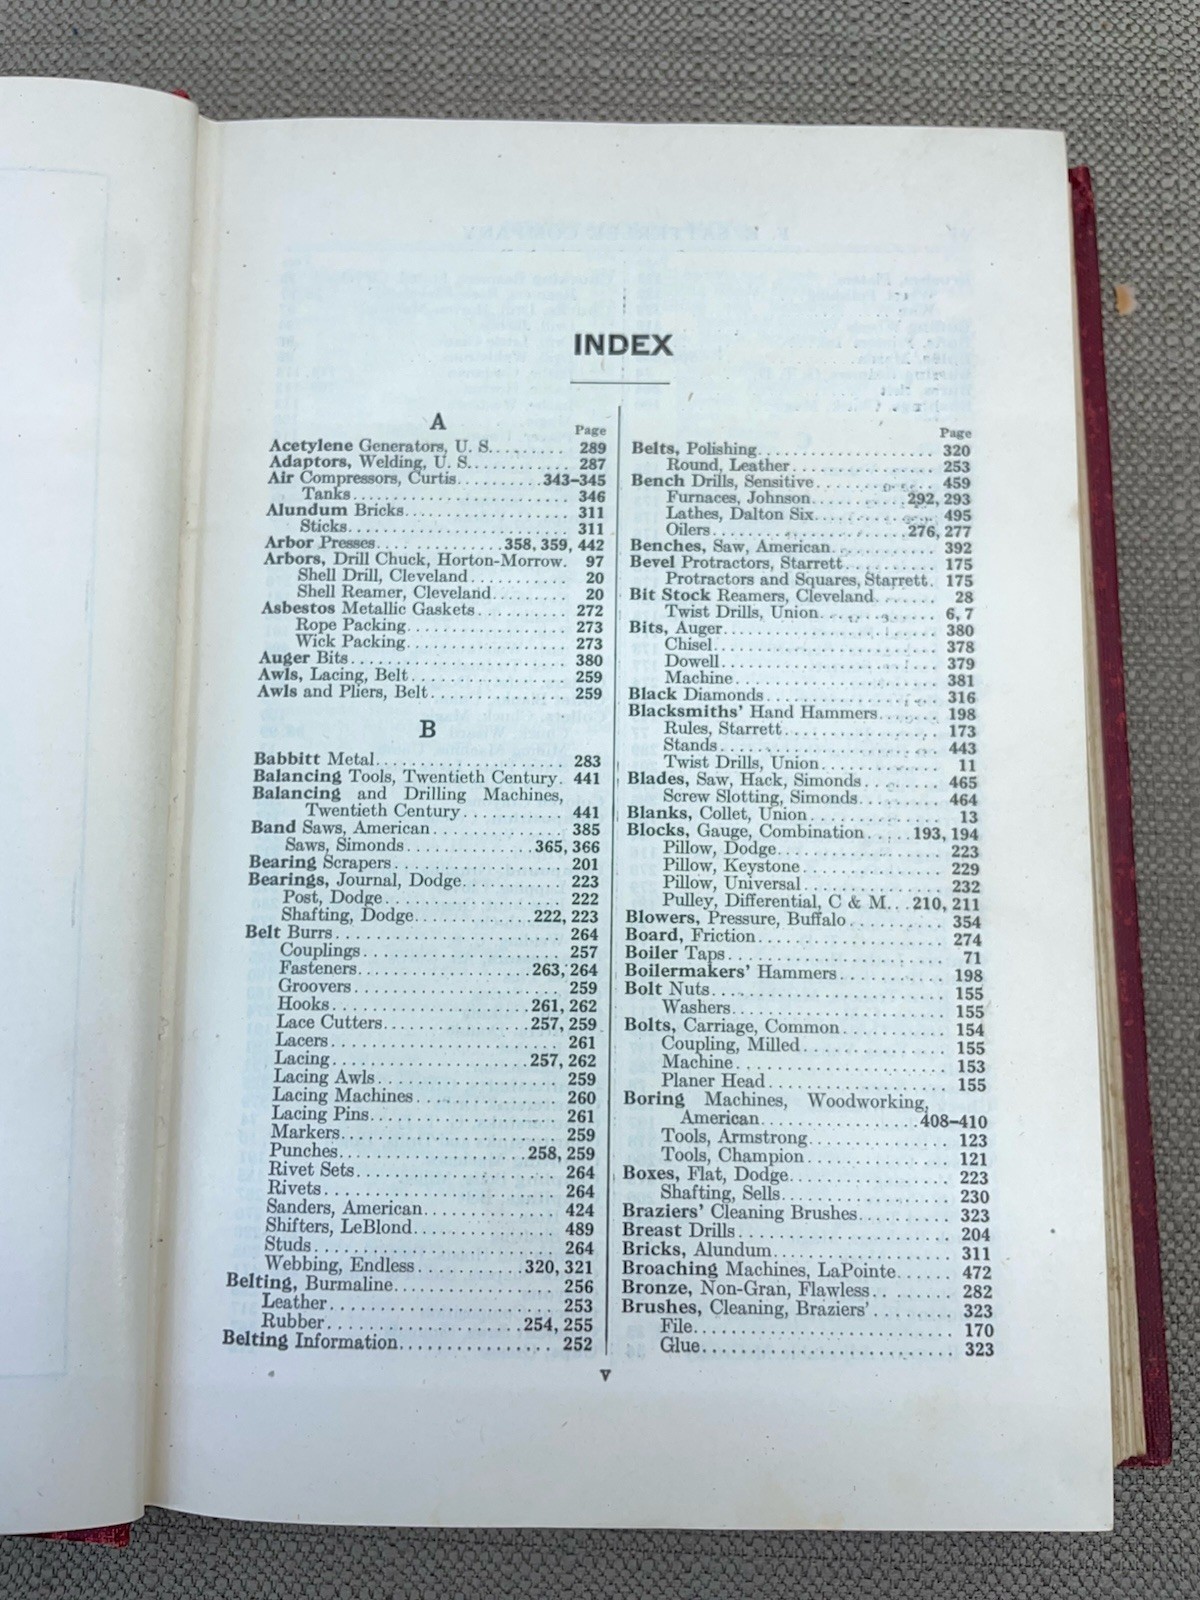 INDEX
A
Page
Acetylene Generators, U. S. ........ 289
Adaptors, Welding, U. S. .......... 287
Air Compressors, Curtis .......... 343–345
Tanks .................... 346
Alundum Bricks .................. 311
Sticks .................... 311
Arbor Presses .............. 358, 359, 442
Arbors, Drill Chuck, Horton-Morrow. 97
Shell Drill, Cleveland ........... 20
Shell Reamer, Cleveland ......... 20
Asbestos Metallic Gaskets ......... 272
Rope Packing ............... 273
Wick Packing ............... 273
Auger Bits .................... 380
Awls, Lacing, Belt ............... 259
Awls and Pliers, Belt ............. 259
B
Babbitt Metal .................. 283
Balancing Tools, Twentieth Century. 441
Balancing and Drilling Machines,
Twentieth Century ........... 441
Band Saws, American ............. 385
Saws, Simonds ............ 365, 366
Bearing Scrapers ................ 201
Bearings, Journal, Dodge .......... 223
Post, Dodge ................. 222
Shafting, Dodge ........... 222, 223
Belt Burrs ..................... 264
Couplings .................. 257
Fasteners ................ 263, 264
Groovers ................... 259
Hooks .................. 261, 262
Lace Cutters .............. 257, 259
Lacers ..................... 261
Lacing .................. 257, 262
Lacing Awls ................. 259
Lacing Machines ............. 260
Lacing Pins ................. 261
Markers .................... 259
Punches ................ 258, 259
Rivet Sets .................. 264
Rivets ..................... 264
Sanders, American ............ 424
Shifters, LeBlond ............. 489
Studs ..................... 264
Webbing, Endless .......... 320, 321
Belting, Burmaline ............... 256
Leather .................... 253
Rubber ................. 254, 255
Belting Information .............. 252
Page
Belts, Polishing ................. 320
Round, Leather .............. 253
Bench Drills, Sensitive ........... 459
Furnaces, Johnson ......... 292, 293
Lathes, Dalton Six ............ 495
Oilers .................. 276, 277
Benches, Saw, American .......... 392
Bevel Protractors, Starrett ......... 175
Protractors and Squares, Starrett. 175
Bit Stock Reamers, Cleveland ...... 28
Twist Drills, Union ........... 6, 7
Bits, Auger ..................... 380
Chisel ..................... 378
Dowell .................... 379
Machine ................... 381
Black Diamonds ................ 316
Blacksmiths' Hand Hammers ...... 198
Rules, Starrett ............... 173
Stands ..................... 443
Twist Drills, Union ........... 11
Blades, Saw, Hack, Simonds ....... 465
Screw Slotting, Simonds ........ 464
Blanks, Collet, Union ............ 13
Blocks, Gauge, Combination ..... 193, 194
Pillow, Dodge ................ 223
Pillow, Keystone ............. 229
Pillow, Universal ............. 232
Pulley, Differential, C & M. .. 210, 211
Blowers, Pressure, Buffalo ......... 354
Board, Friction ................. 274
Boiler Taps .................... 71
Boilermakers' Hammers .......... 198
Bolt Nuts ...................... 155
Washers .................... 155
Bolts, Carriage, Common ......... 154
Coupling, Milled ............. 155
Machine ................... 153
Planer Head ................ 155
Boring Machines, Woodworking,
American ................ 408–410
Tools, Armstrong ............ 123
Tools, Champion ............ 121
Boxes, Flat, Dodge .............. 223
Shafting, Sells ............... 230
Braziers' Cleaning Brushes ........ 323
Breast Drills .................... 204
Bricks, Alundum ................ 311
Broaching Machines, LaPointe ..... 472
Bronze, Non-Gran, Flawless ....... 282
Brushes, Cleaning, Braziers' ....... 323
File ....................... 170
Glue ...................... 323
v